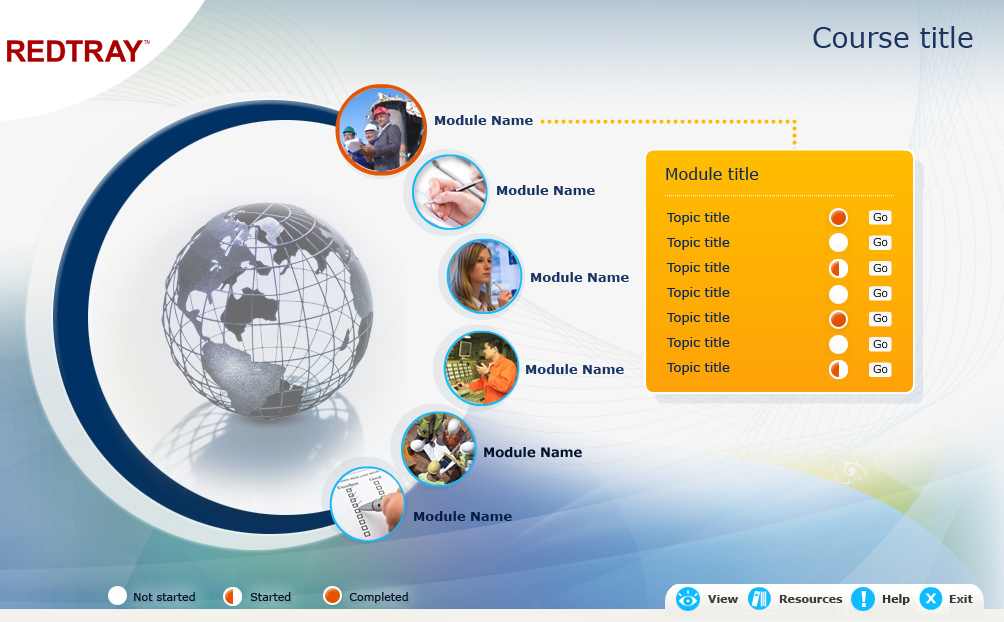 REDTRAY™
Course title
Module Name
Module Name
Module Name
Module Name
Module Name
Module Name
Module title
Topic title Go
Topic title Go
Topic title Go
Topic title Go
Topic title Go
Topic title Go
Topic title Go
Excellent Good
Not started Started Completed
View Resources Help Exit